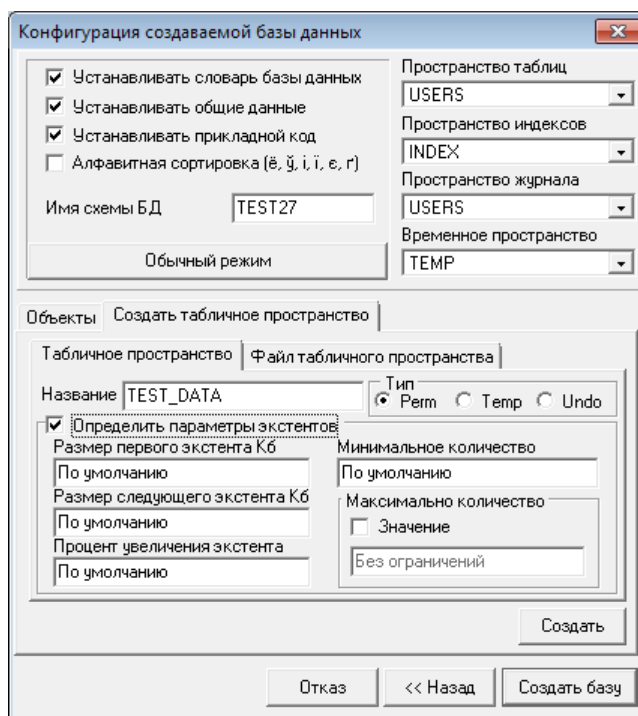 Конфигурация создаваемой базы данных
Устанавливать словарь базы данных
Устанавливать общие данные
Устанавливать прикладной код
Алфавитная сортировка (ё, ў, і, ї, є, ґ)
Имя схемы БД TEST27
Обычный режим
Пространство таблиц
USERS
Пространство индексов
INDEX
Пространство журнала
USERS
Временное пространство
TEMP
Объекты Создать табличное пространство
Табличное пространство Файл табличного пространства
Название TEST_DATA
Тип
Perm Temp Undo
Определить параметры экстентов
Размер первого экстента Кб
По умолчанию
Размер следующего экстента Кб
По умолчанию
Процент увеличения экстента
По умолчанию
Минимальное количество
По умолчанию
Максимально количество
Значение
Без ограничений
Создать
Отказ << Назад Создать базу